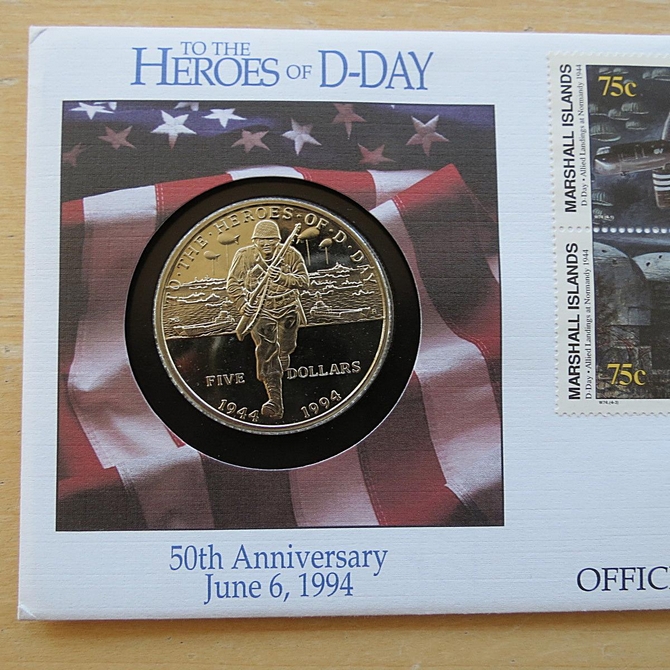 TO THE
HEROES OF D-DAY
TO·THE·HEROES·OF·D·DAY
FIVE DOLLARS
1944 1994
50th Anniversary
June 6, 1994
MARSHALL ISLANDS
D-Day • Allied Landings at Normandy 1944
75c
MARSHALL ISLANDS
D-Day • Allied Landings at Normandy 1944
75c
OFFIC